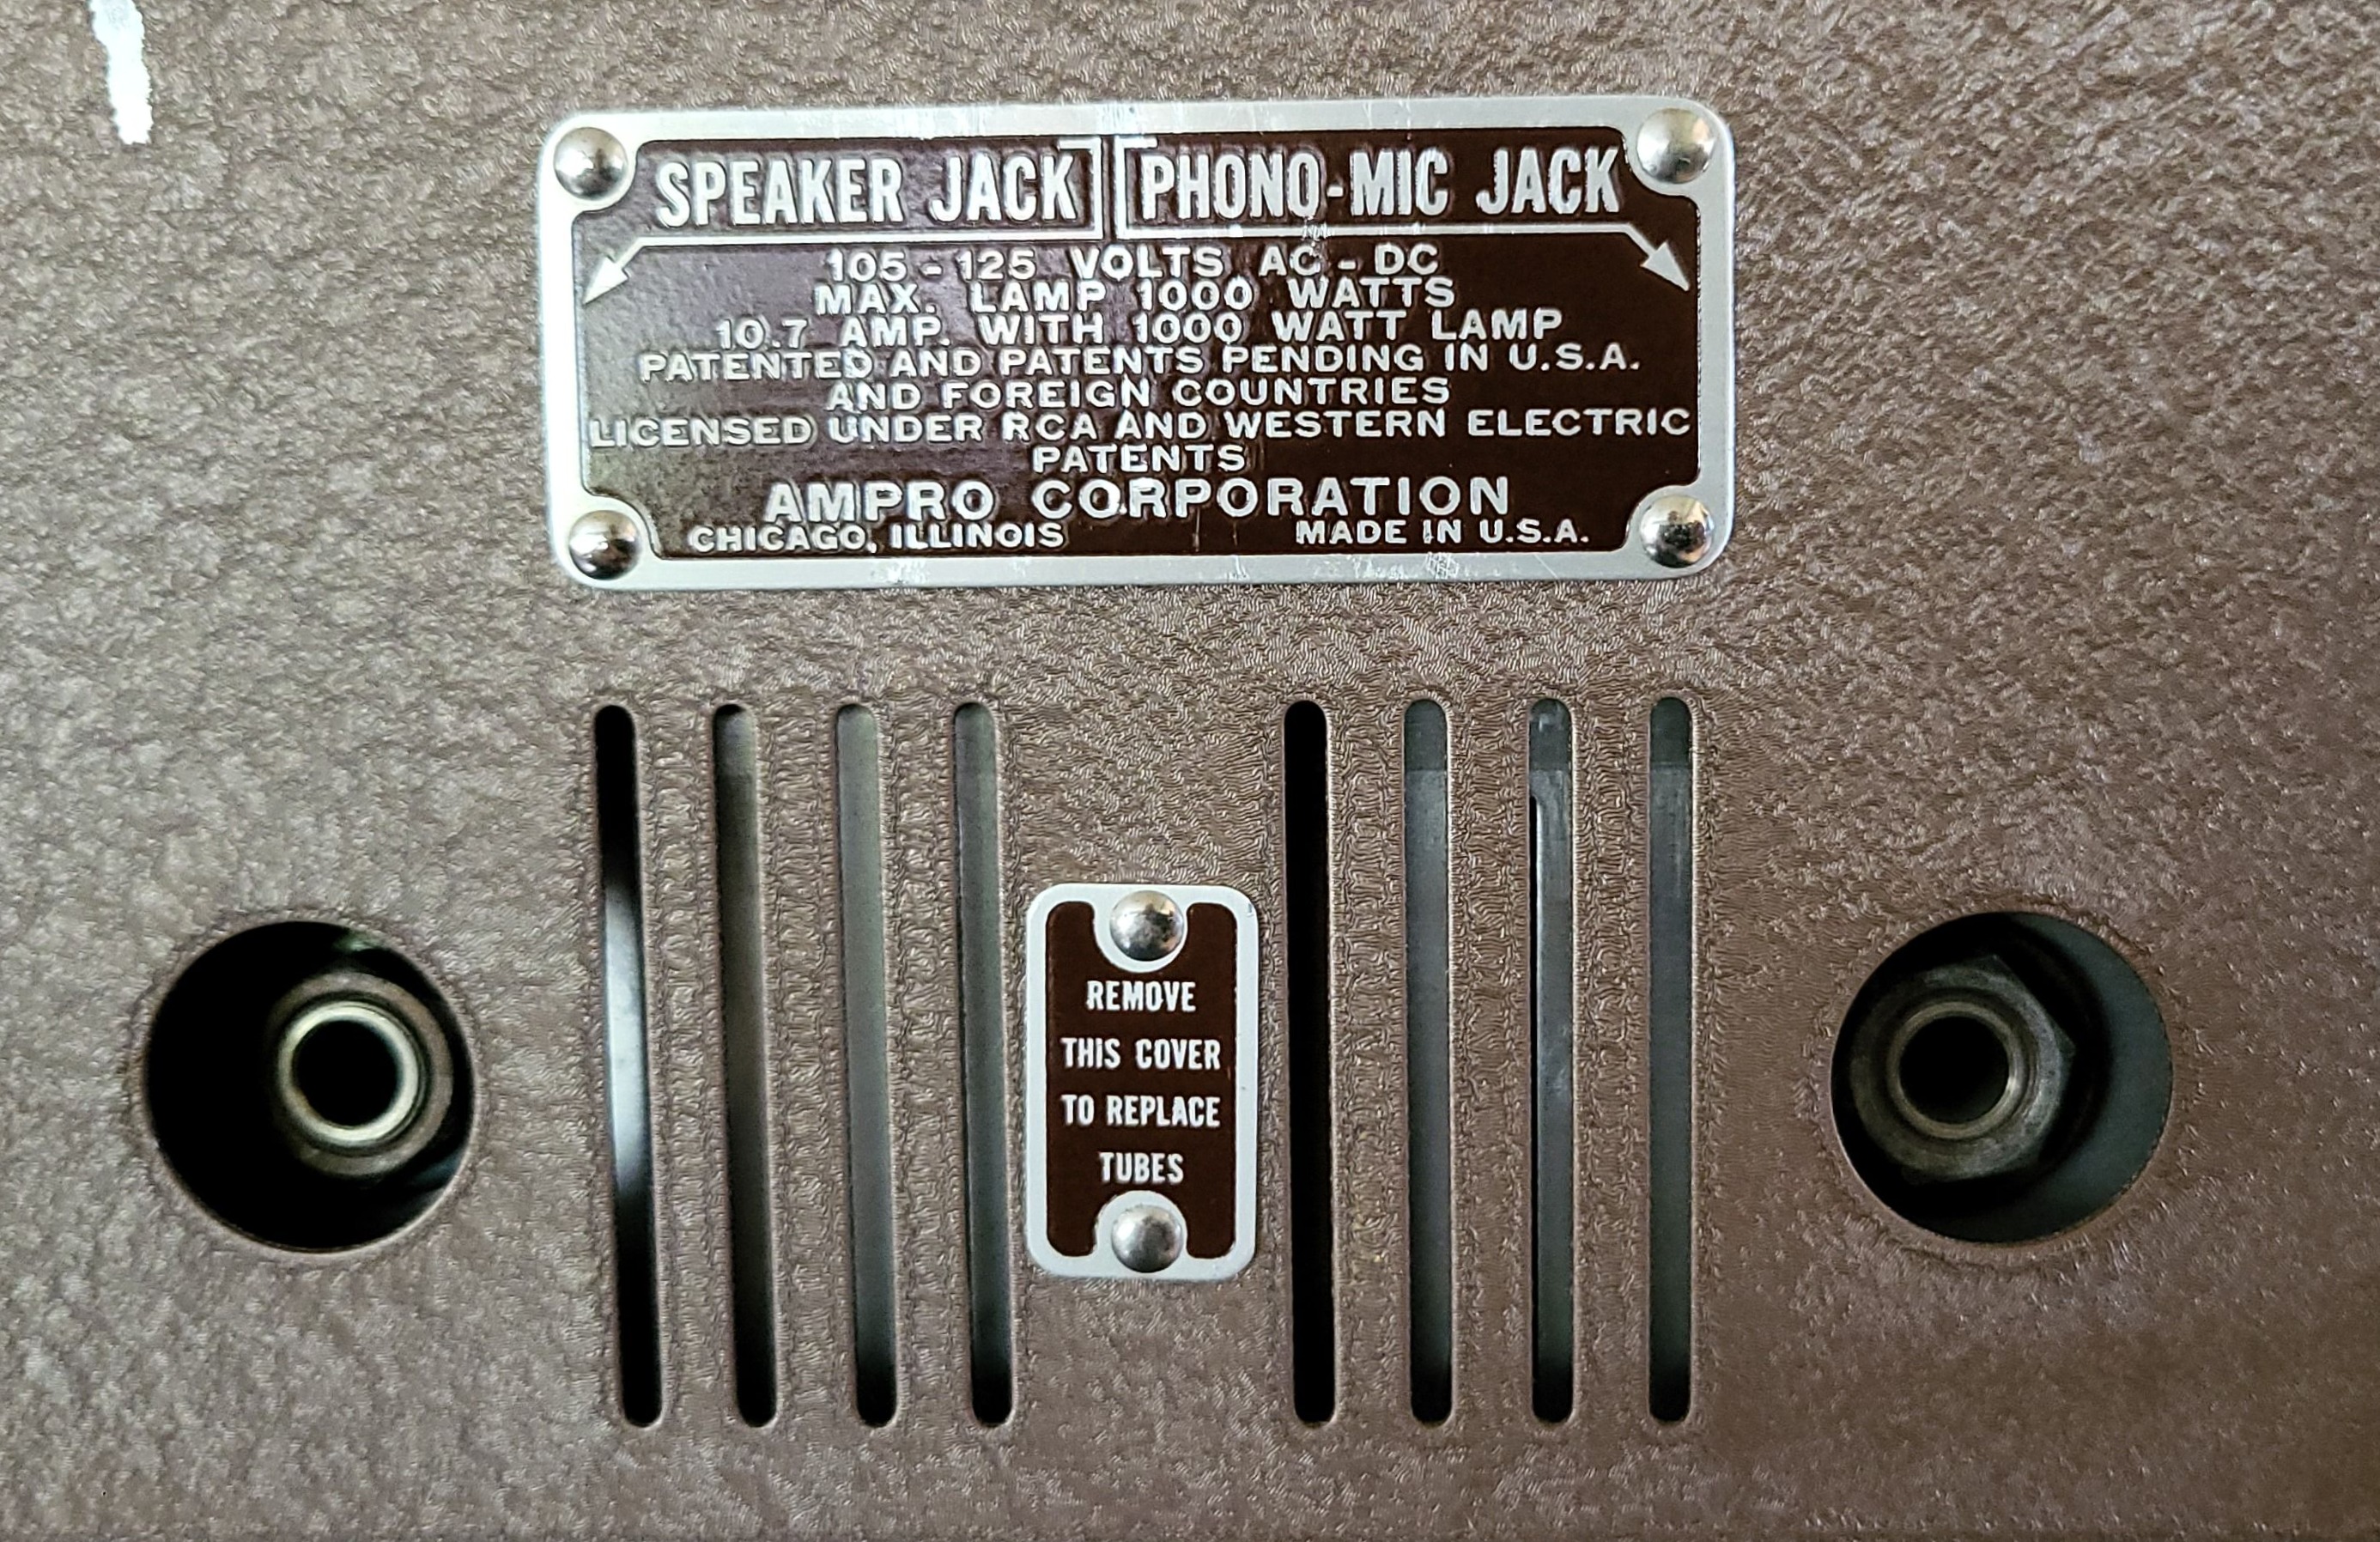 SPEAKER JACK PHONO-MIC JACK
105 - 125 VOLTS AC - DC
MAX. LAMP 1000 WATTS
10.7 AMP. WITH 1000 WATT LAMP
PATENTED AND PATENTS PENDING IN U.S.A.
AND FOREIGN COUNTRIES
LICENSED UNDER RCA AND WESTERN ELECTRIC
PATENTS
AMPRO CORPORATION
CHICAGO, ILLINOIS MADE IN U.S.A.
REMOVE
THIS COVER
TO REPLACE
TUBES